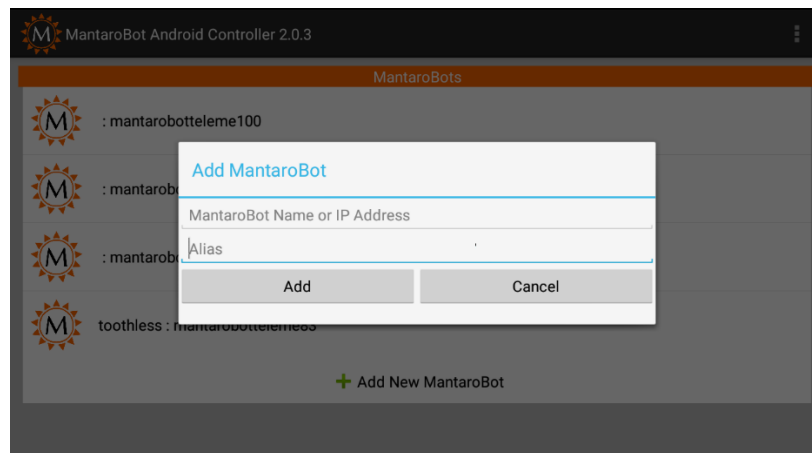 M MantaroBot Android Controller 2.0.3
MantaroBots
M : mantarobotteleme100
Add MantaroBot
M : mantarob
MantaroBot Name or IP Address
M : mantarob
Alias
Add Cancel
M toothless : mantarobotteleme83
Add New MantaroBot